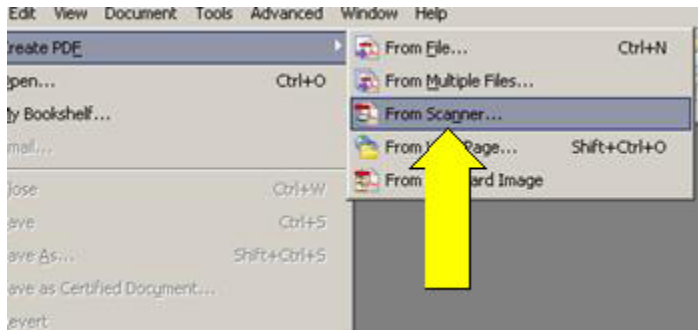 Edit View Document Tools Advanced Window Help
reate PDF
pen... Ctrl+O
y Bookshelf...
mail...
lose Ctrl+W
ave Ctrl+S
ave As... Shift+Ctrl+S
ave as Certified Document...
evert
From File... Ctrl+N
From Multiple Files...
From Scanner...
From Page... Shift+Ctrl+O
From ard Image